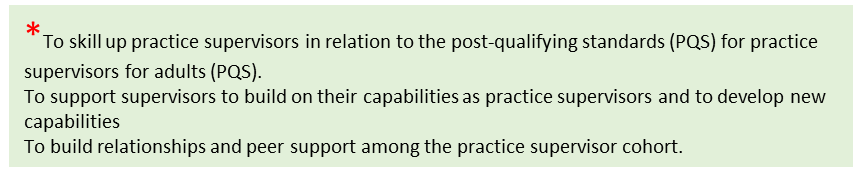 *To skill up practice supervisors in relation to the post-qualifying standards (PQS) for practice
supervisors for adults (PQS).
To support supervisors to build on their capabilities as practice supervisors and to develop new
capabilities
To build relationships and peer support among the practice supervisor cohort.